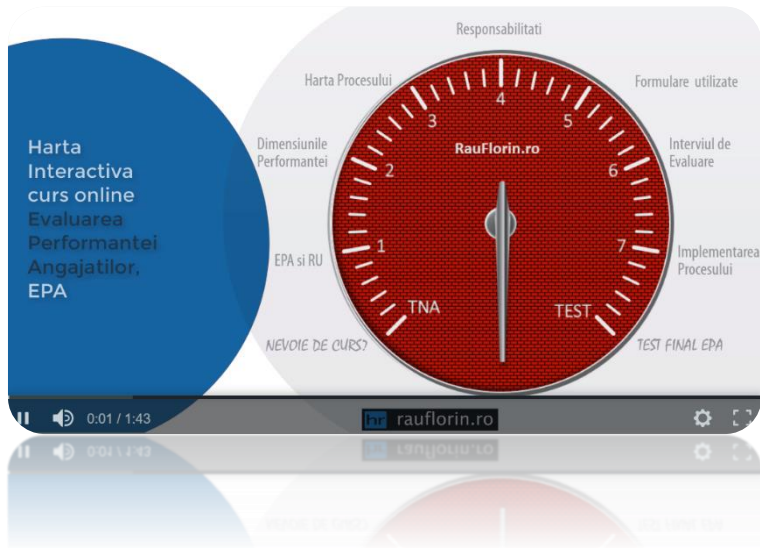 Harta
Interactiva
curs online
Evaluarea
Performantei
Angajatilor,
EPA
Responsabilitati
Harta Procesului
Formulare utilizate
Dimensiunile
Performantei
Interviul de
Evaluare
EPA si RU
Implementarea
Procesului
NEVOIE DE CURS?
TEST FINAL EPA
RauFlorin.ro
TNA
1
2
3
4
5
6
7
TEST
0:01 / 1:43
hr rauflorin.ro